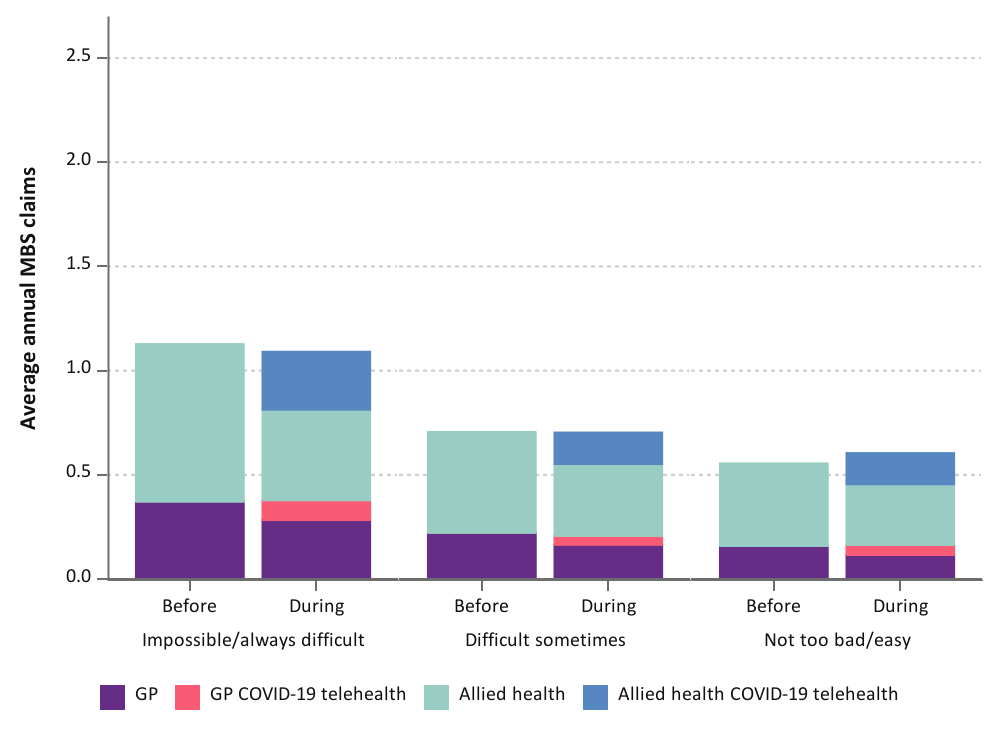 Average annual MBS claims
2.5
2.0
1.5
1.0
0.5
0.0
Before During Before During Before During
Impossible/always difficult Difficult sometimes Not too bad/easy
GP GP COVID-19 telehealth Allied health Allied health COVID-19 telehealth